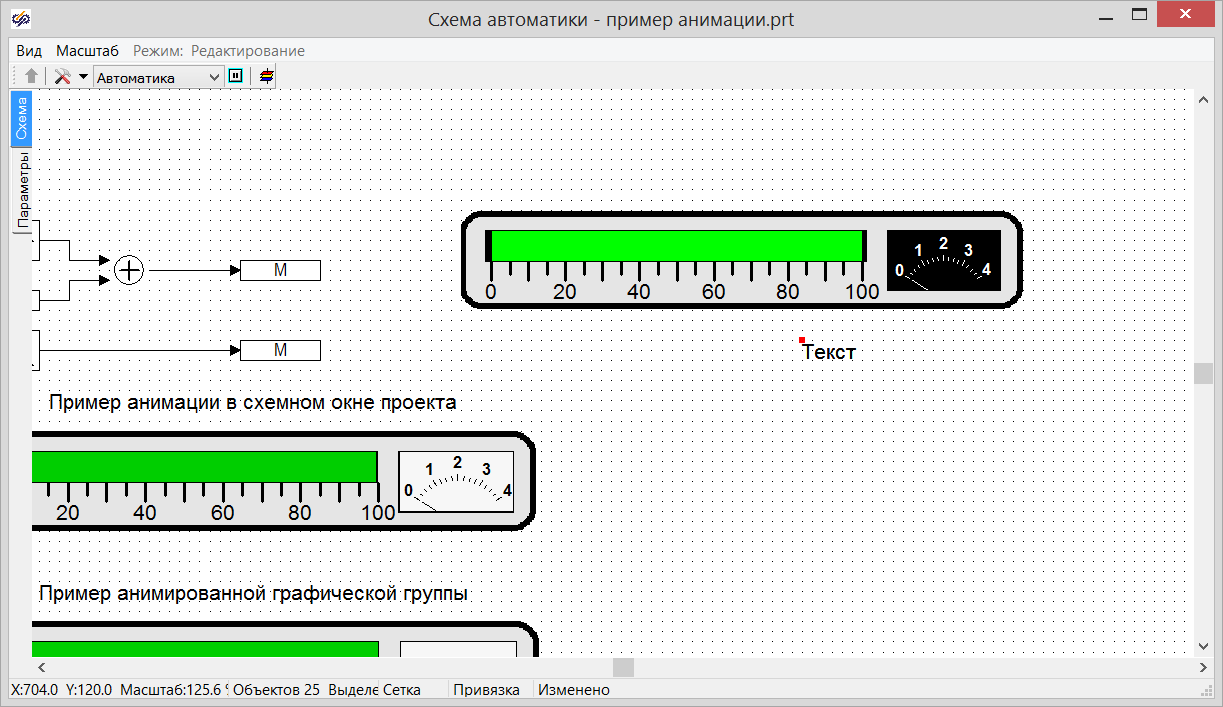 Схема автоматики - пример анимации.prt
Вид Масштаб Режим: Редактирование
Автоматика
Схема
Параметры
0 20 40 60 80 100
0 1 2 3 4
M
Текст
M
Пример анимации в схемном окне проекта
20 40 60 80 100
0 1 2 3 4
Пример анимированной графической группы
X:704.0 Y:120.0 Масштаб:125.6 % Объектов 25 Выделе Сетка Привязка Изменено